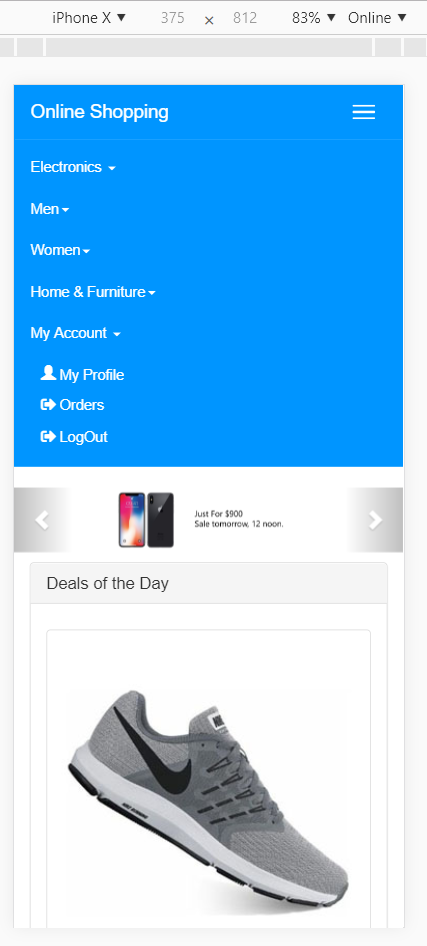 iPhone X ▼ 375 × 812 83% ▼ Online ▼
Online Shopping
Electronics
Men
Women
Home & Furniture
My Account
My Profile
Orders
LogOut
Just For $900
Sale tomorrow, 12 noon.
Deals of the Day
NIKE